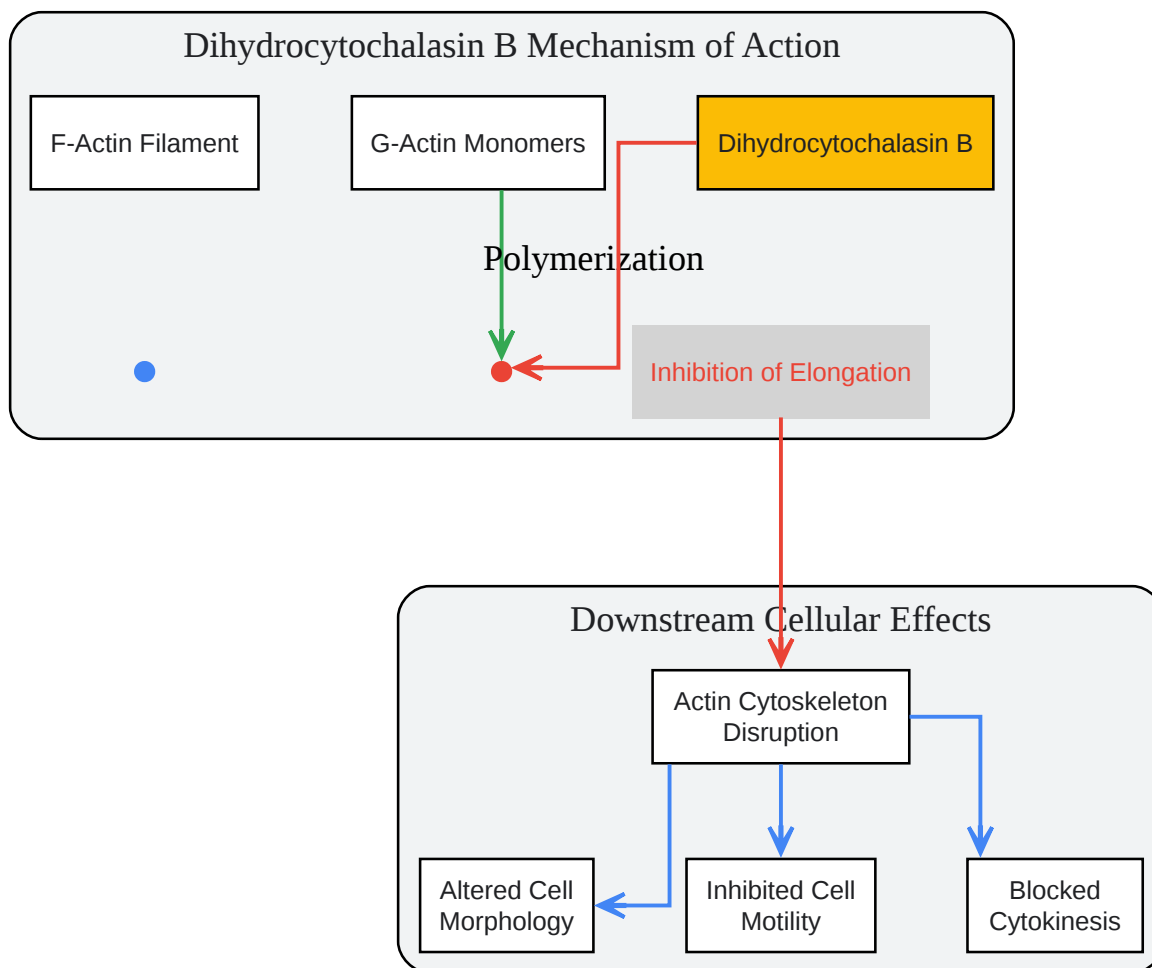 Dihydrocytochalasin B Mechanism of Action
F-Actin Filament
G-Actin Monomers
Dihydrocytochalasin B
Polymerization
Inhibition of Elongation
Downstream Cellular Effects
Actin Cytoskeleton
Disruption
Altered Cell
Morphology
Inhibited Cell
Motility
Blocked
Cytokinesis